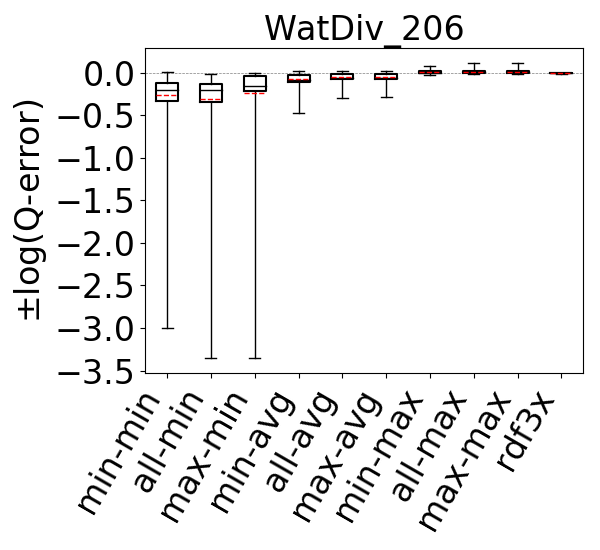 WatDiv_206
±log(Q-error)
0.0
−0.5
−1.0
−1.5
−2.0
−2.5
−3.0
−3.5
min-min
all-min
max-min
min-avg
all-avg
max-avg
min-max
all-max
max-max
rdf3x